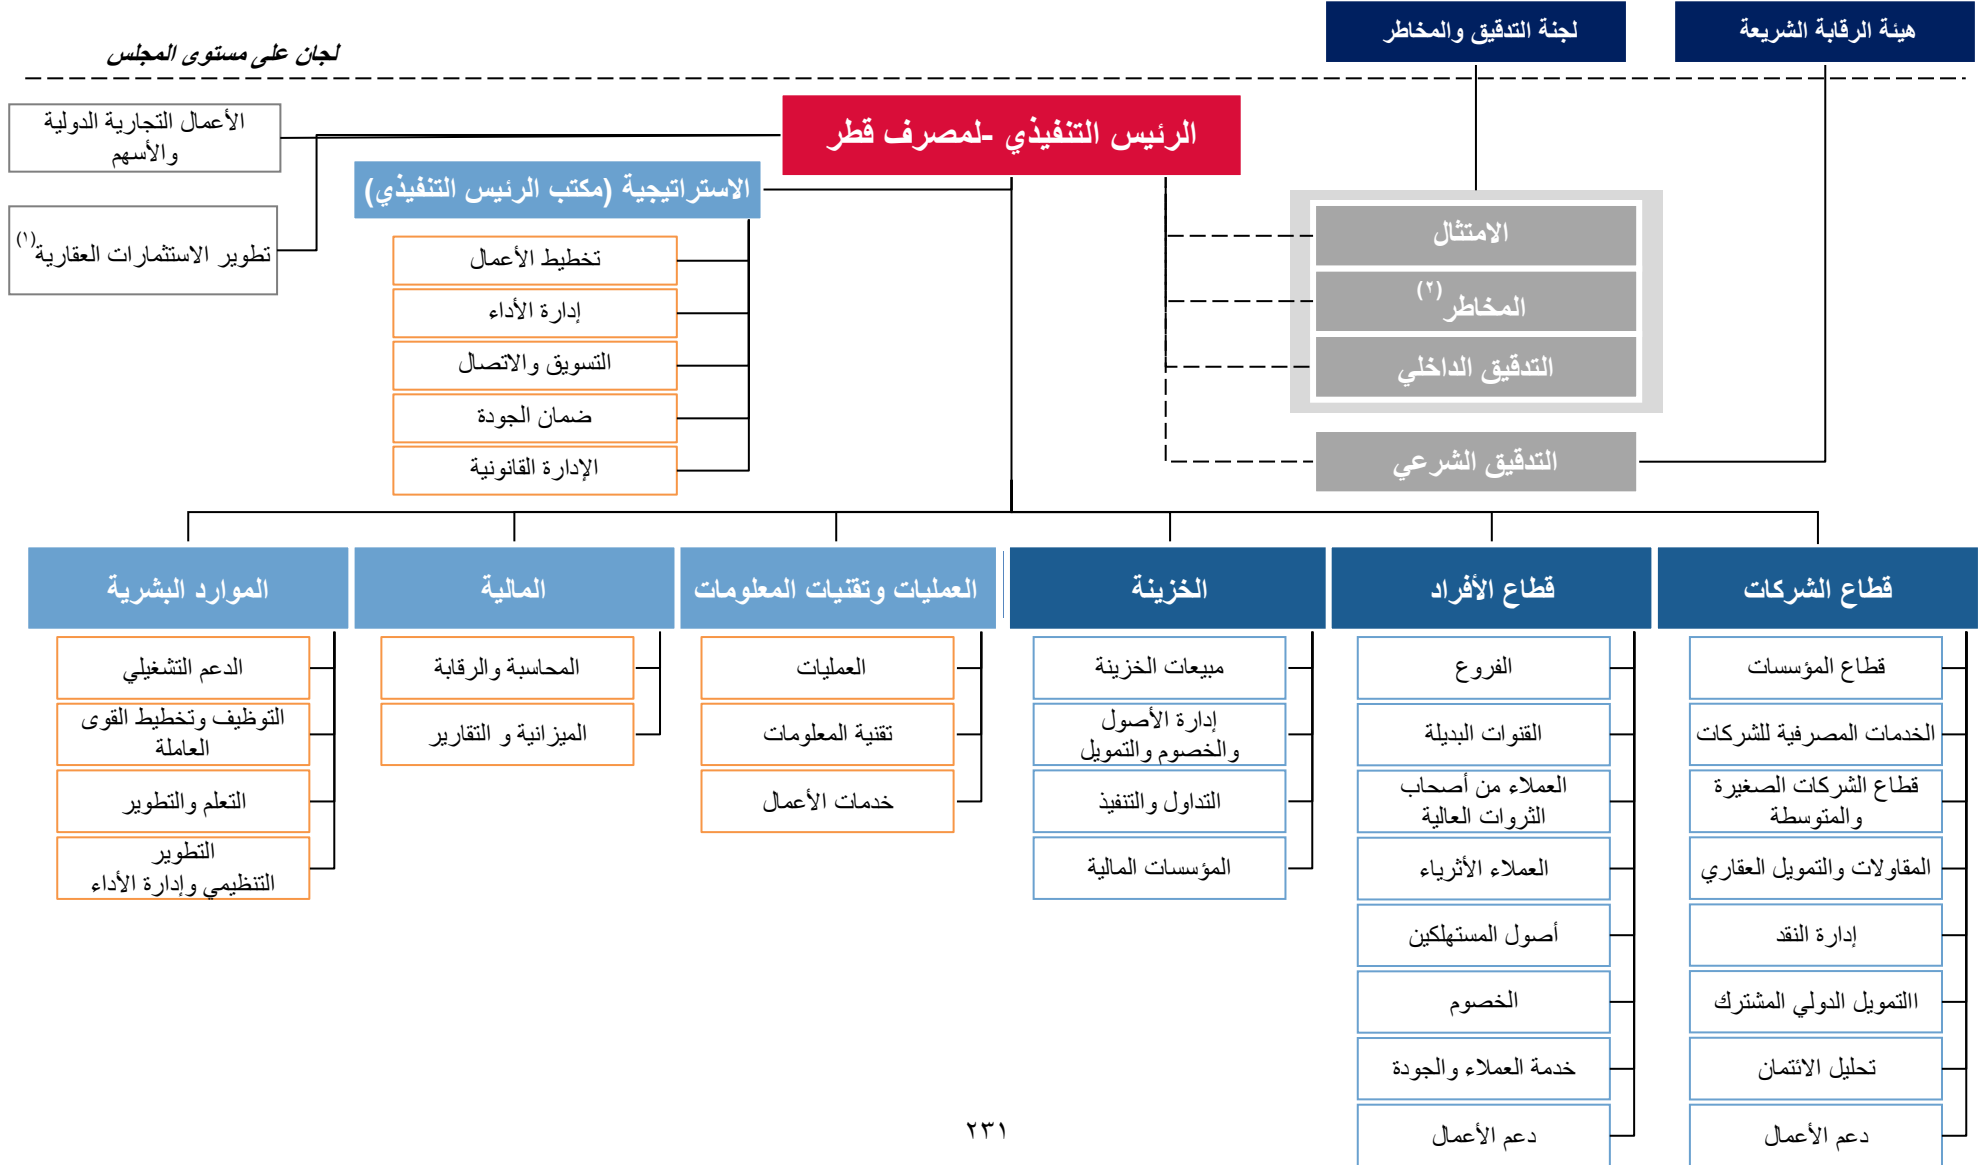 هيئة الرقابة الشريعة
لجنة التدقيق والمخاطر
لجان على مستوى المجلس
الرئيس التنفيذي -لمصرف قطر
الأعمال التجارية الدولية
والأسهم
تطوير الاستثمارات العقارية(١)
الاستراتيجية (مكتب الرئيس التنفيذي)
تخطيط الأعمال
إدارة الأداء
التسويق والاتصال
ضمان الجودة
الإدارة القانونية
الامتثال
المخاطر(٢)
التدقيق الداخلي
التدقيق الشرعي
قطاع الشركات
قطاع المؤسسات
الخدمات المصرفية للشركات
قطاع الشركات الصغيرة
والمتوسطة
المقاولات والتمويل العقاري
إدارة النقد
االتمويل الدولي المشترك
تحليل الائتمان
دعم الأعمال
قطاع الأفراد
الفروع
القنوات البديلة
العملاء من أصحاب
الثروات العالية
العملاء الأثرياء
أصول المستهلكين
الخصوم
خدمة العملاء والجودة
دعم الأعمال
الخزينة
مبيعات الخزينة
إدارة الأصول
والخصوم والتمويل
التداول والتنفيذ
المؤسسات المالية
العمليات وتقتنيات المعلومات
العمليات
تقنية المعلومات
خدمات الأعمال
المالية
المحاسبة والرقابة
الميزانية و التقارير
الموارد البشرية
الدعم التشغيلي
التوظيف وتخطيط القوى
العاملة
التعلم والتطوير
التطوير
التنظيمي وإدارة الأداء
٢٣١